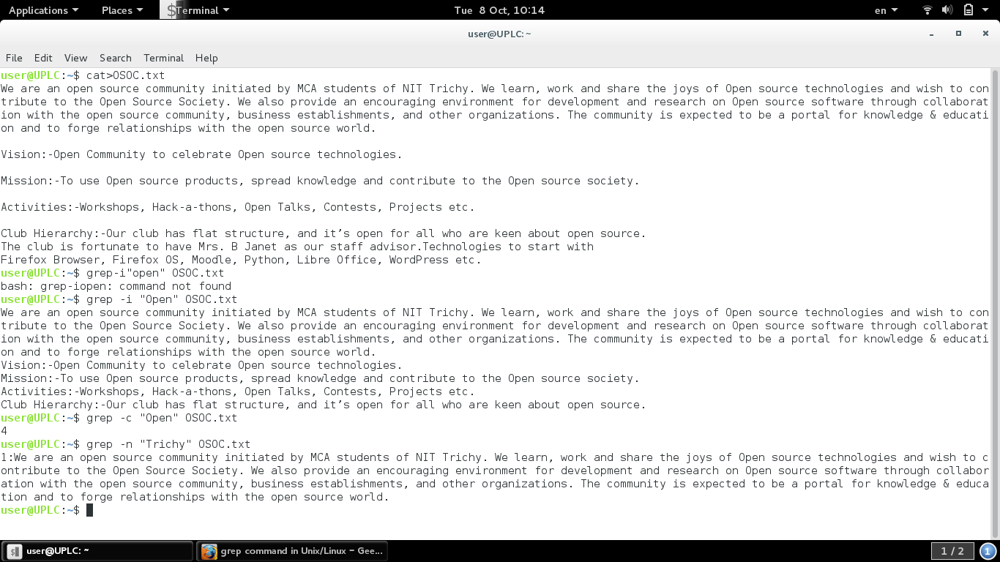 Applications Places Terminal Tue 8 Oct, 10:14 en
user@UPLC: ~
File Edit View Search Terminal Help
user@UPLC:~$ cat>OSOC.txt
We are an open source community initiated by MCA students of NIT Trichy. We learn, work and share the joys of Open source technologies and wish to con
tribute to the Open Source Society. We also provide an encouraging environment for development and research on Open source software through collaborat
ion with the open source community, business establishments, and other organizations. The community is expected to be a portal for knowledge & educati
on and to forge relationships with the open source world.
Vision:-Open Community to celebrate Open source technologies.
Mission:-To use Open source products, spread knowledge and contribute to the Open source society.
Activities:-Workshops, Hack-a-thons, Open Talks, Contests, Projects etc.
Club Hierarchy:-Our club has flat structure, and it’s open for all who are keen about open source.
The club is fortunate to have Mrs. B Janet as our staff advisor.Technologies to start with
Firefox Browser, Firefox OS, Moodle, Python, Libre Office, WordPress etc.
user@UPLC:~$ grep-i"open" OSOC.txt
bash: grep-iopen: command not found
user@UPLC:~$ grep -i "Open" OSOC.txt
We are an open source community initiated by MCA students of NIT Trichy. We learn, work and share the joys of Open source technologies and wish to con
tribute to the Open Source Society. We also provide an encouraging environment for development and research on Open source software through collaborat
ion with the open source community, business establishments, and other organizations. The community is expected to be a portal for knowledge & educati
on and to forge relationships with the open source world.
Vision:-Open Community to celebrate Open source technologies.
Mission:-To use Open source products, spread knowledge and contribute to the Open source society.
Activities:-Workshops, Hack-a-thons, Open Talks, Contests, Projects etc.
Club Hierarchy:-Our club has flat structure, and it’s open for all who are keen about open source.
user@UPLC:~$ grep -c "Open" OSOC.txt
4
user@UPLC:~$ grep -n "Trichy" OSOC.txt
1:We are an open source community initiated by MCA students of NIT Trichy. We learn, work and share the joys of Open source technologies and wish to c
ontribute to the Open Source Society. We also provide an encouraging environment for development and research on Open source software through collabor
ation with the open source community, business establishments, and other organizations. The community is expected to be a portal for knowledge & educa
tion and to forge relationships with the open source world.
user@UPLC:~$
user@UPLC: ~ grep command in Unix/Linux – Gee... 1 / 2 1